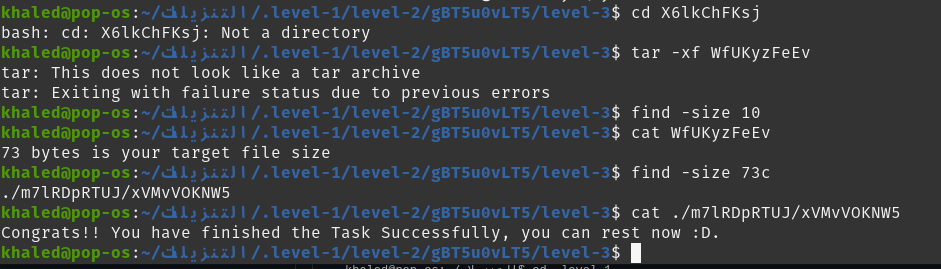 khaled@pop-os:~/التنزيلات/.level-1/level-2/gBT5u0vLT5/level-3$ cd X6lkChFKsj
bash: cd: X6lkChFKsj: Not a directory
khaled@pop-os:~/التنزيلات/.level-1/level-2/gBT5u0vLT5/level-3$ tar -xf WfUKyzFeEv
tar: This does not look like a tar archive
tar: Exiting with failure status due to previous errors
khaled@pop-os:~/التنزيلات/.level-1/level-2/gBT5u0vLT5/level-3$ find -size 10
khaled@pop-os:~/التنزيلات/.level-1/level-2/gBT5u0vLT5/level-3$ cat WfUKyzFeEv
73 bytes is your target file size
khaled@pop-os:~/التنزيلات/.level-1/level-2/gBT5u0vLT5/level-3$ find -size 73c
./m7lRDpRTUJ/xVMvVOKNW5
khaled@pop-os:~/التنزيلات/.level-1/level-2/gBT5u0vLT5/level-3$ cat ./m7lRDpRTUJ/xVMvVOKNW5
Congrats!! You have finished the Task Successfully, you can rest now :D.
khaled@pop-os:~/التنزيلات/.level-1/level-2/gBT5u0vLT5/level-3$